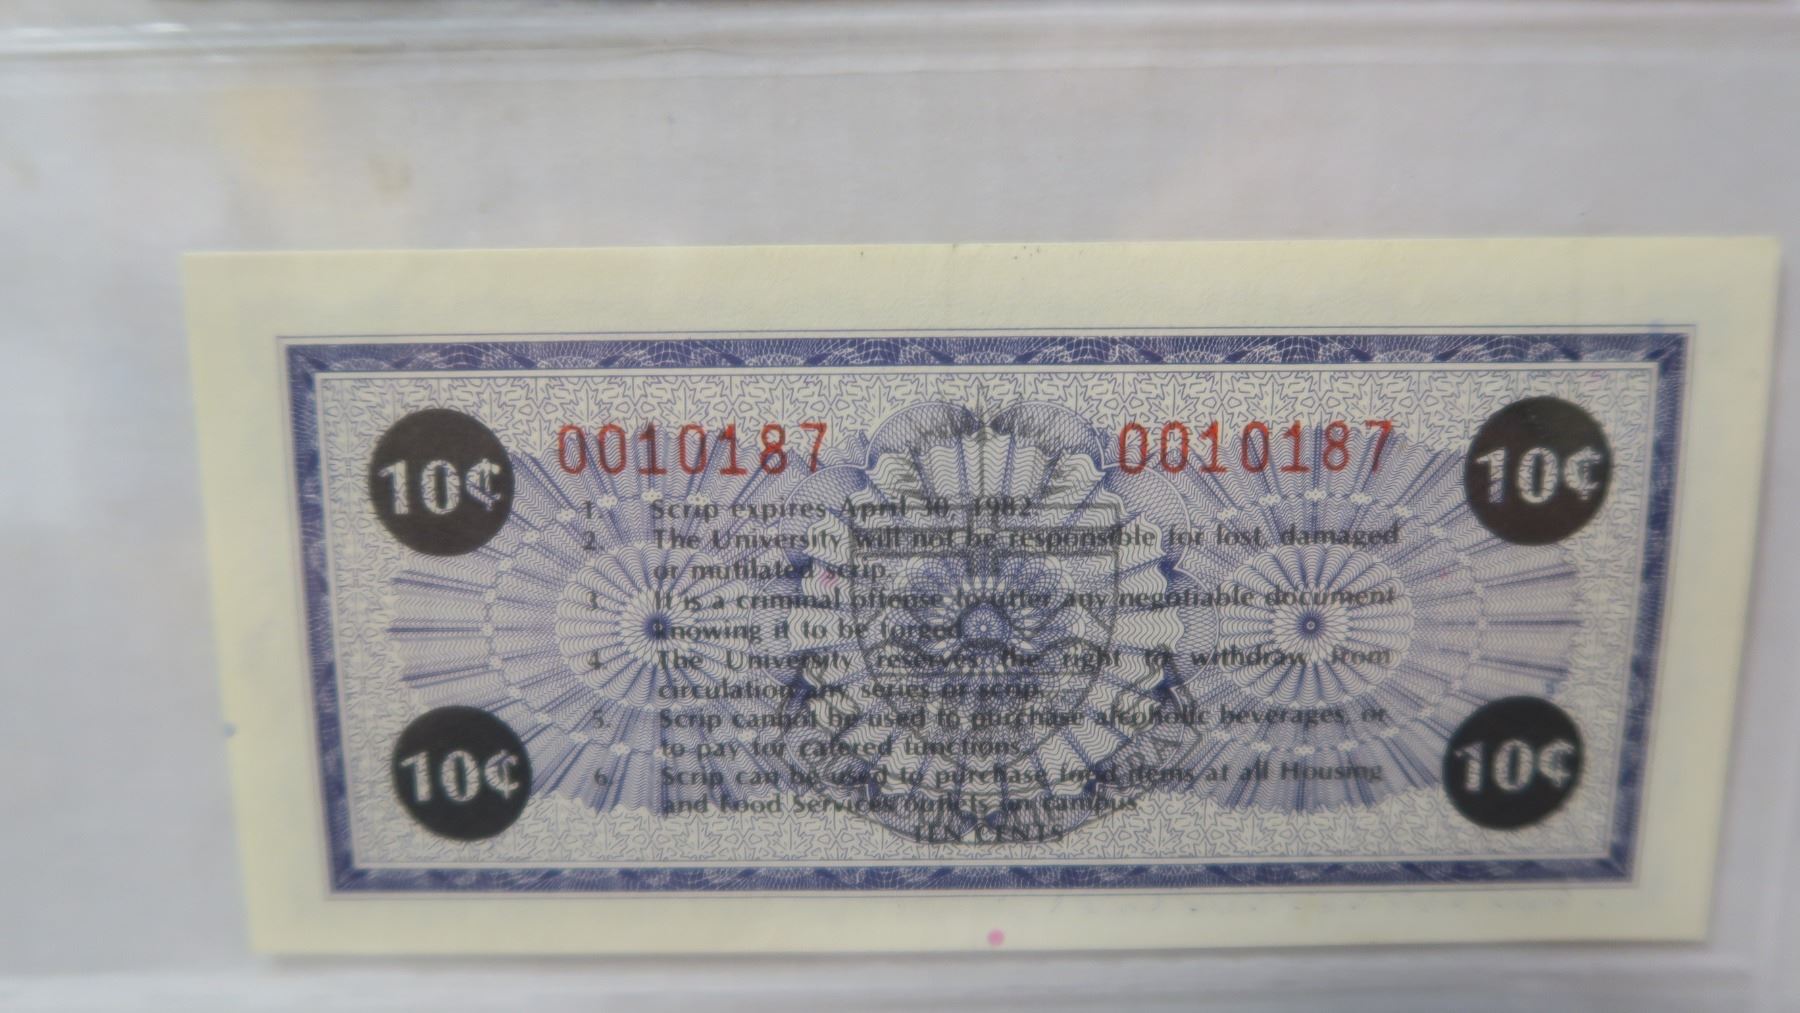 10¢ 0010187 0010187 10¢
1. Scrip expires April 30, 1982
2. The University will not be responsible for lost, damaged
or mutilated scrip.
3. It is a criminal offense to utter any negotiable document
knowing it to be forged.
4. The University reserves the right to withdraw from
circulation any series of scrip.
5. Scrip cannot be used to purchase alcoholic beverages, or
to pay for catered functions.
6. Scrip can be used to purchase food items at all Housing
and Food Services outlets on campus
10¢ 10¢
TEN CENTS